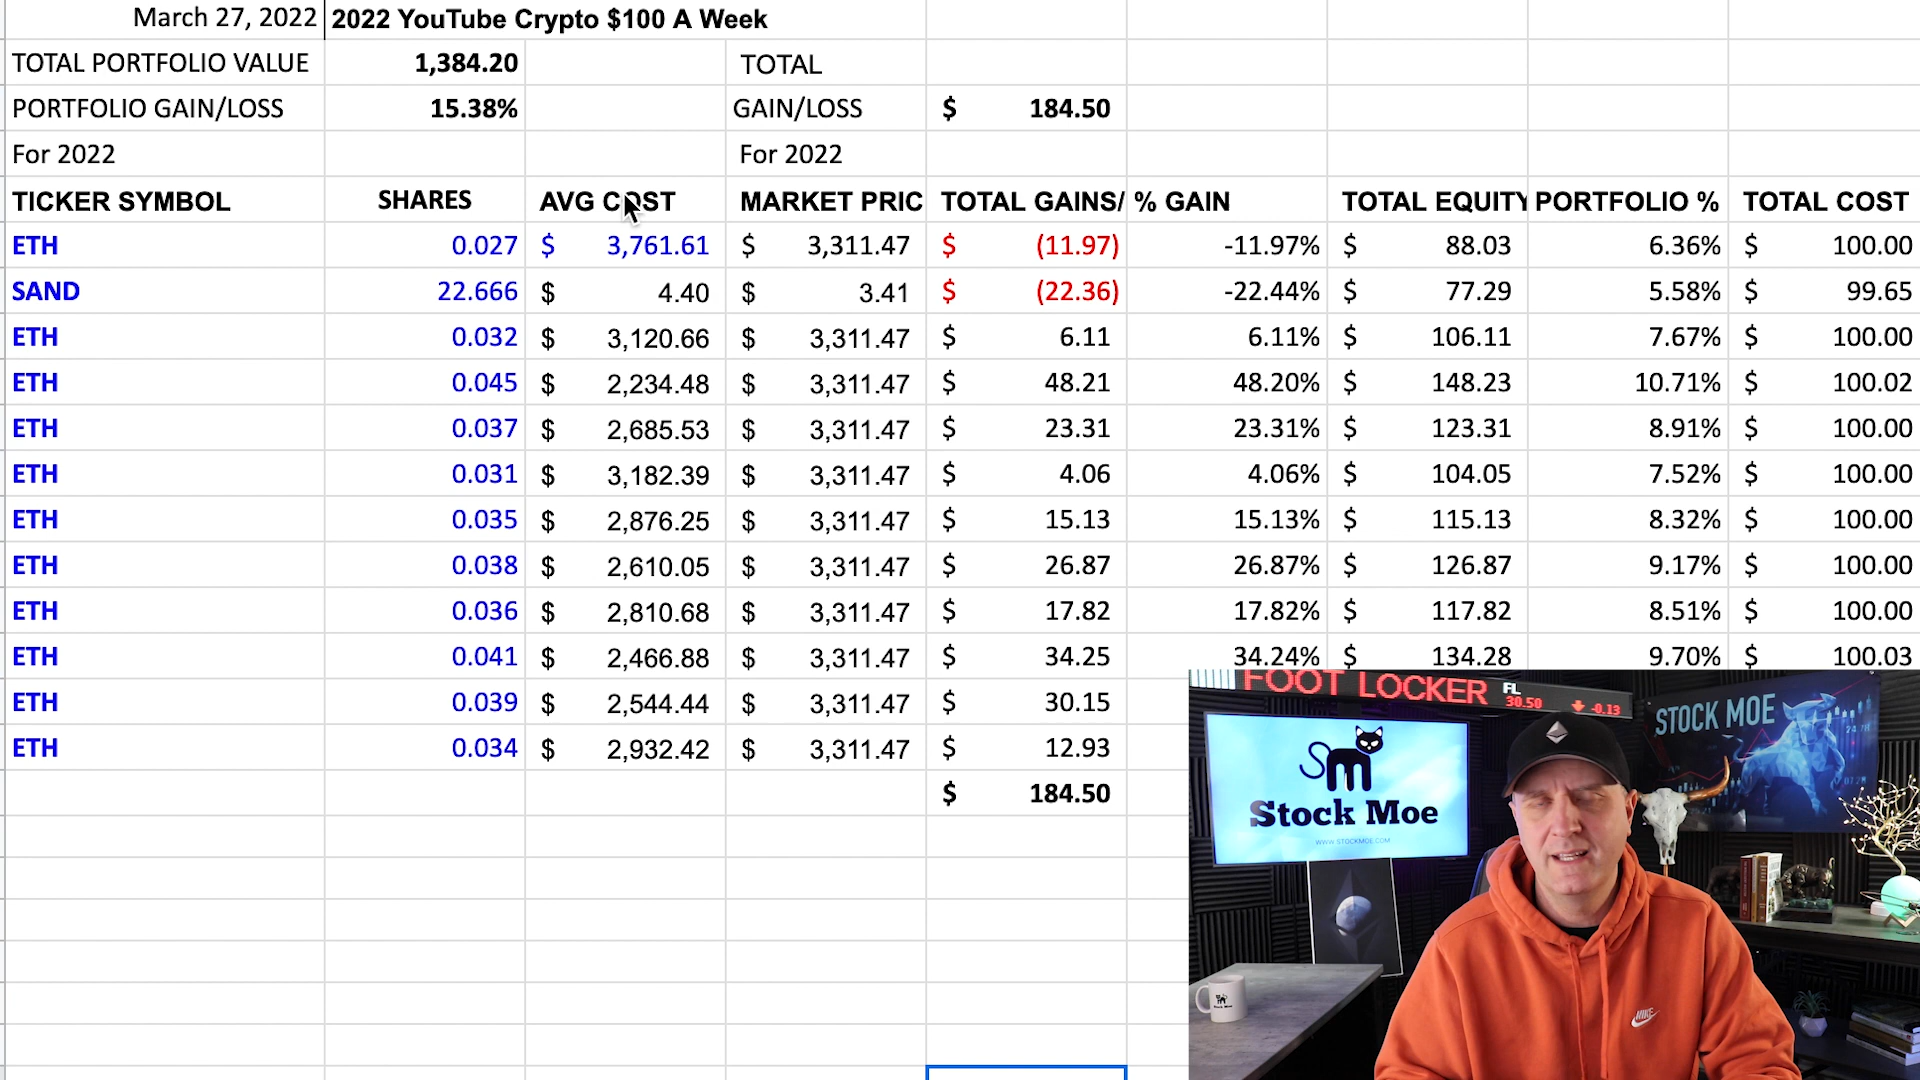 March 27, 2022 2022 YouTube Crypto $100 A Week
TOTAL PORTFOLIO VALUE 1,384.20 TOTAL
PORTFOLIO GAIN/LOSS 15.38% GAIN/LOSS $ 184.50
For 2022 For 2022
TICKER SYMBOL SHARES AVG COST MARKET PRIC TOTAL GAINS/ % GAIN TOTAL EQUITY PORTFOLIO % TOTAL COST
ETH 0.027 $ 3,761.61 $ 3,311.47 $ (11.97) -11.97% $ 88.03 6.36% $ 100.00
SAND 22.666 $ 4.40 $ 3.41 $ (22.36) -22.44% $ 77.29 5.58% $ 99.65
ETH 0.032 $ 3,120.66 $ 3,311.47 $ 6.11 6.11% $ 106.11 7.67% $ 100.00
ETH 0.045 $ 2,234.48 $ 3,311.47 $ 48.21 48.20% $ 148.23 10.71% $ 100.02
ETH 0.037 $ 2,685.53 $ 3,311.47 $ 23.31 23.31% $ 123.31 8.91% $ 100.00
ETH 0.031 $ 3,182.39 $ 3,311.47 $ 4.06 4.06% $ 104.05 7.52% $ 100.00
ETH 0.035 $ 2,876.25 $ 3,311.47 $ 15.13 15.13% $ 115.13 8.32% $ 100.00
ETH 0.038 $ 2,610.05 $ 3,311.47 $ 26.87 26.87% $ 126.87 9.17% $ 100.00
ETH 0.036 $ 2,810.68 $ 3,311.47 $ 17.82 17.82% $ 117.82 8.51% $ 100.00
ETH 0.041 $ 2,466.88 $ 3,311.47 $ 34.25 34.24% $ 134.28 9.70% $ 100.03
ETH 0.039 $ 2,544.44 $ 3,311.47 $ 30.15
ETH 0.034 $ 2,932.42 $ 3,311.47 $ 12.93
$ 184.50
FOOT LOCKER FL
30.50 -0.13
STOCK MOE
Sm
Stock Moe
WWW.STOCKMOE.COM
NIKE